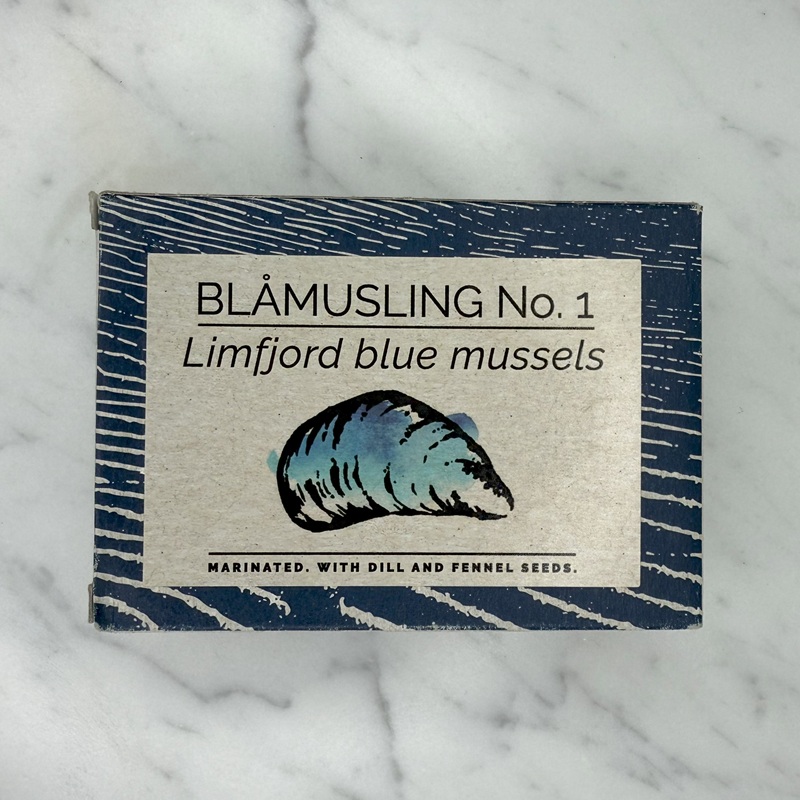 BLÅMUSLING No. 1
Limfjord blue mussels
MARINATED. WITH DILL AND FENNEL SEEDS.